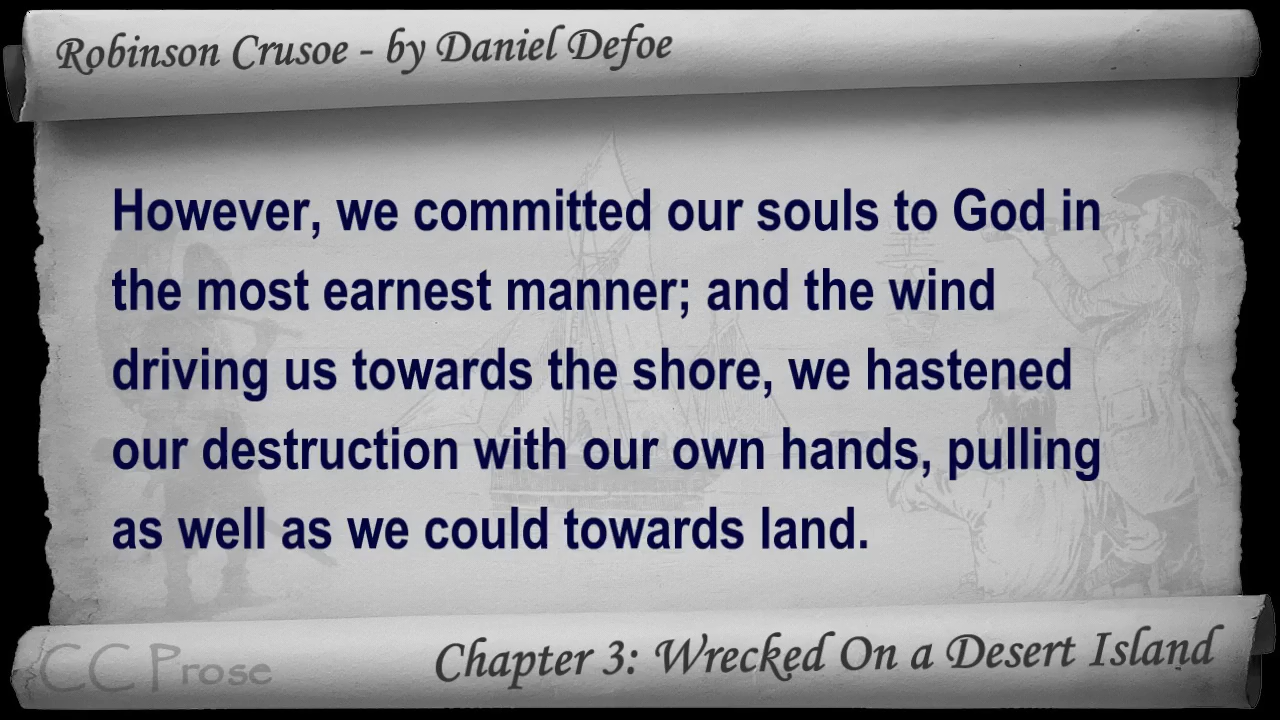 Robinson Crusoe - by Daniel Defoe
However, we committed our souls to God in
the most earnest manner; and the wind
driving us towards the shore, we hastened
our destruction with our own hands, pulling
as well as we could towards land.
CC Prose
Chapter 3: Wrecked On a Desert Island